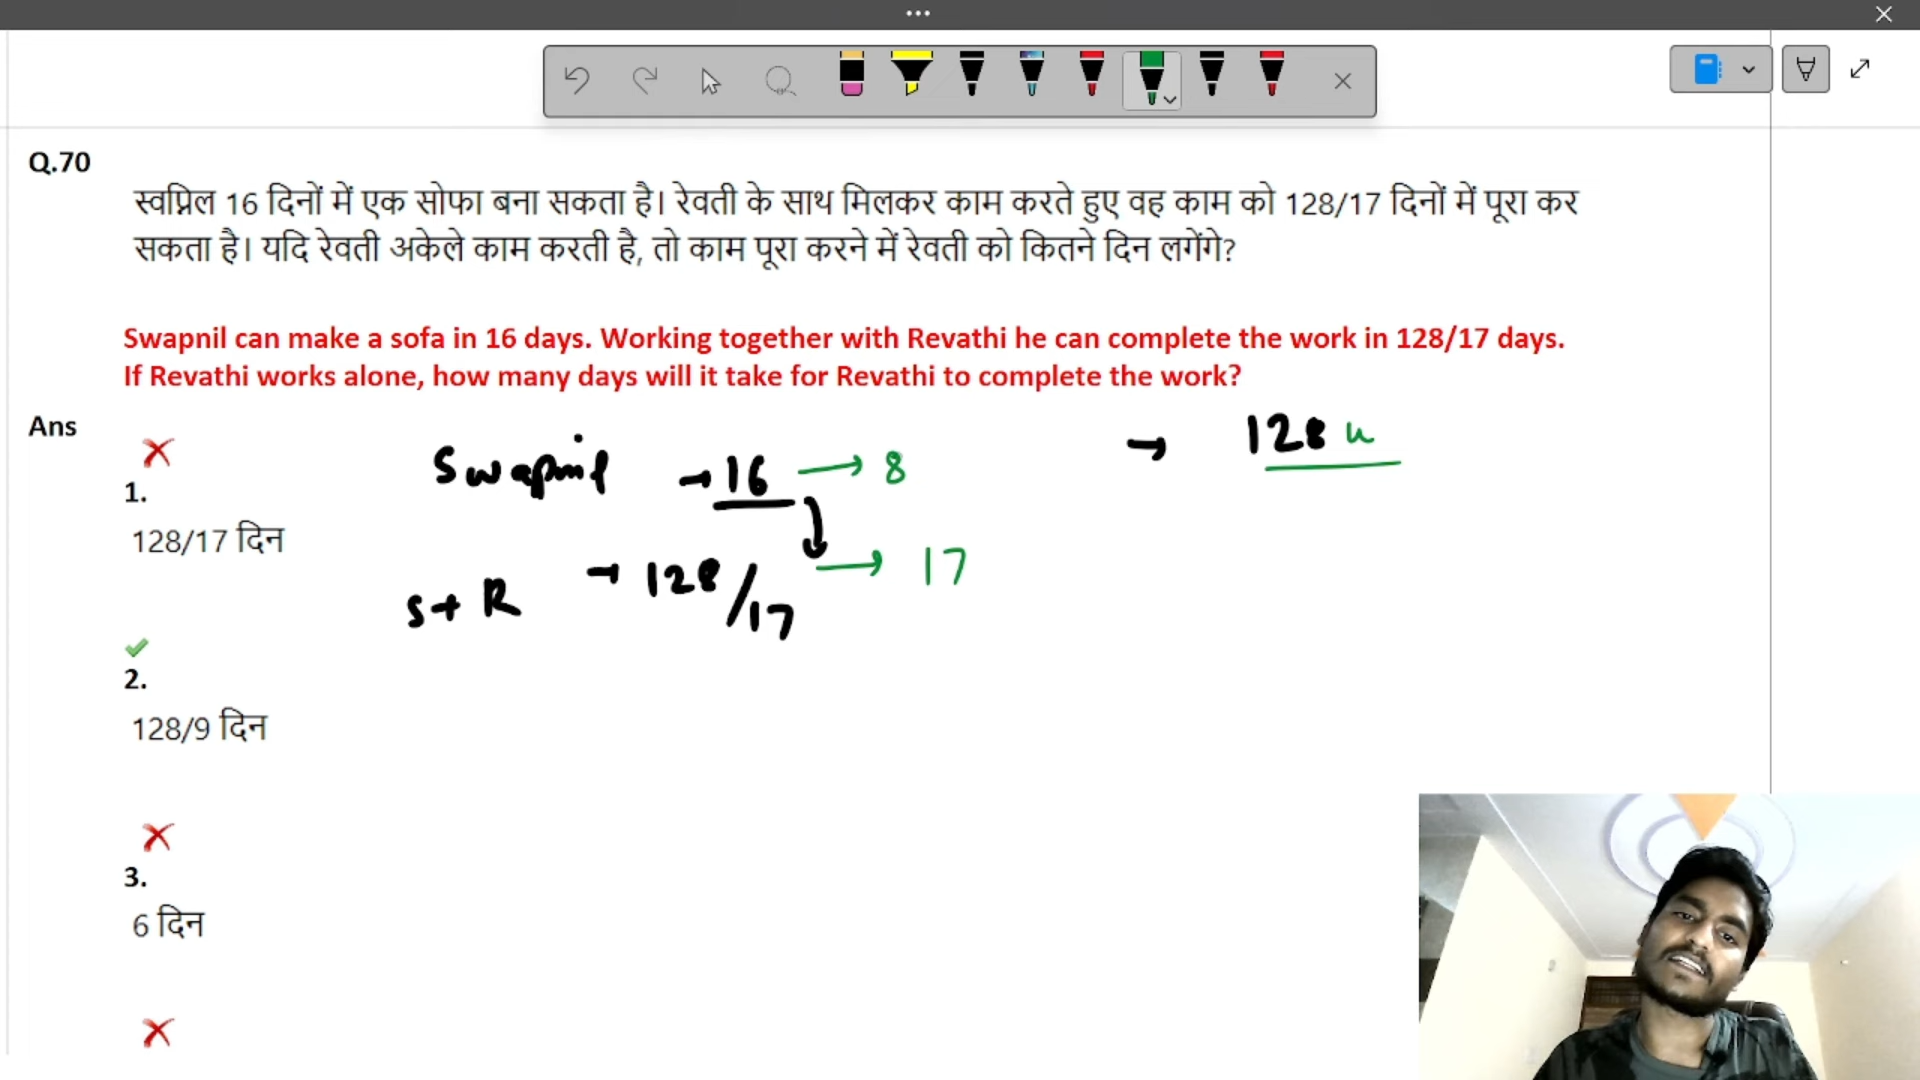 Q.70
स्वप्निल 16 दिनों में एक सोफा बना सकता है। रेवती के साथ मिलकर काम करते हुए वह काम को 128/17 दिनों में पूरा कर
सकता है। यदि रेवती अकेले काम करती है, तो काम पूरा करने में रेवती को कितने दिन लगेंगे?
Swapnil can make a sofa in 16 days. Working together with Revathi he can complete the work in 128/17 days.
If Revathi works alone, how many days will it take for Revathi to complete the work?
Ans
Swapnil → 16 → 8
→ 128 u
1.
128/17 दिन
S+R → 128/17 → 17
2.
128/9 दिन
3.
6 दिन